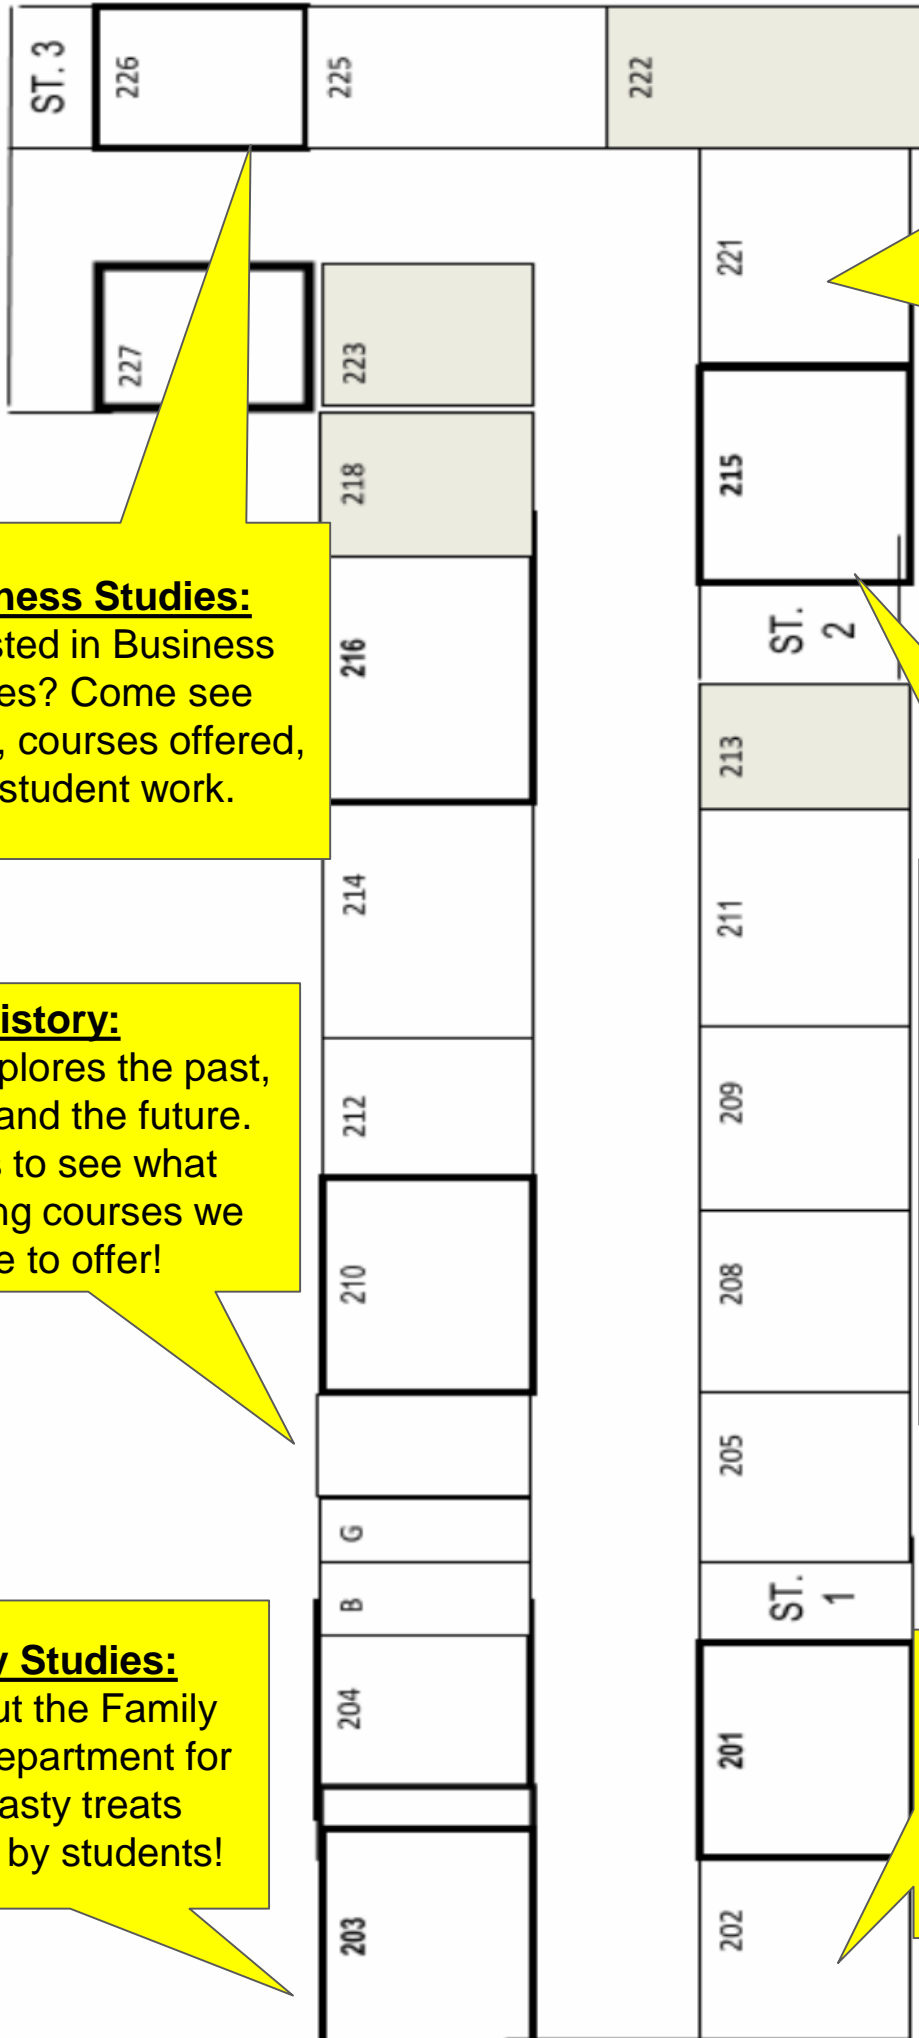 ST. 3
226
225
222
221
227
223
215
218
ness Studies:
sted in Business
es? Come see
, courses offered,
student work.
216
ST.
2
213
214
211
istory:
plores the past,
and the future.
s to see what
ng courses we
e to offer!
212
209
210
208
205
G
B
ST.
1
y Studies:
ut the Family
epartment for
asty treats
by students!
204
201
203
202